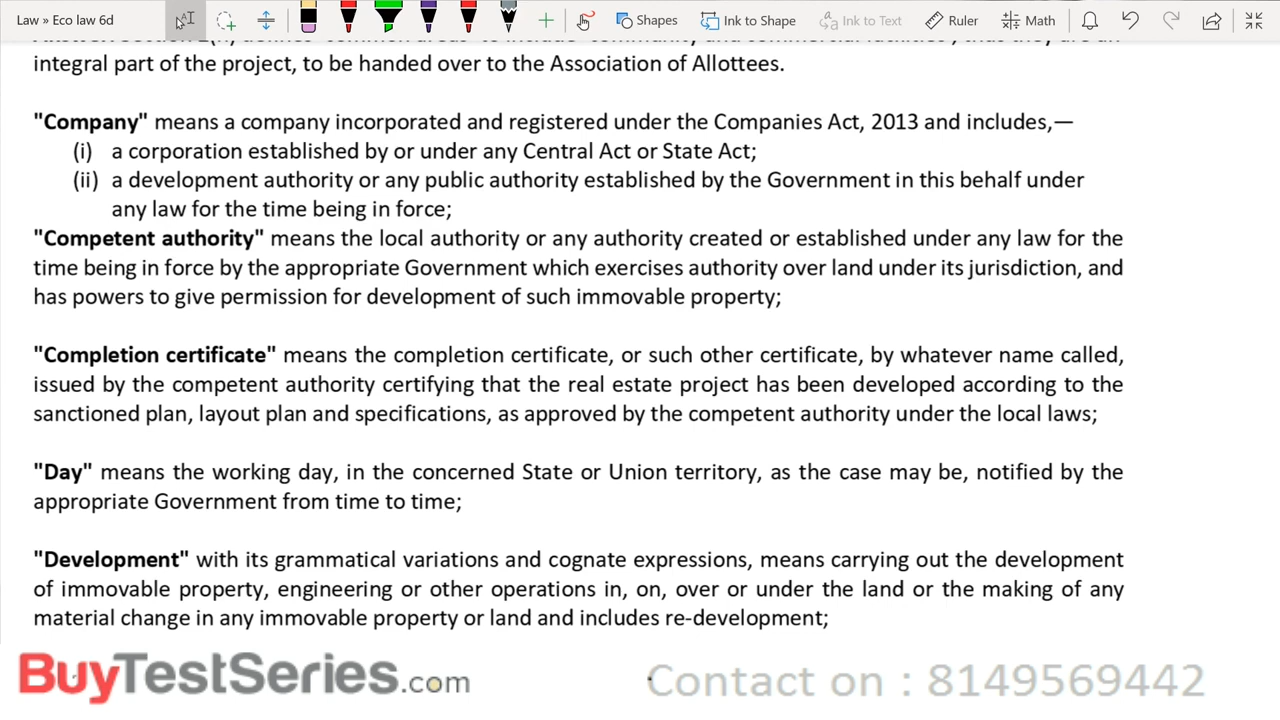 Law » Eco law 6d
Shapes
Ink to Shape
Ink to Text
Ruler
Math
integral part of the project, to be handed over to the Association of Allottees.
"Company" means a company incorporated and registered under the Companies Act, 2013 and includes,—
(i) a corporation established by or under any Central Act or State Act;
(ii) a development authority or any public authority established by the Government in this behalf under
any law for the time being in force;
"Competent authority" means the local authority or any authority created or established under any law for the
time being in force by the appropriate Government which exercises authority over land under its jurisdiction, and
has powers to give permission for development of such immovable property;
"Completion certificate" means the completion certificate, or such other certificate, by whatever name called,
issued by the competent authority certifying that the real estate project has been developed according to the
sanctioned plan, layout plan and specifications, as approved by the competent authority under the local laws;
"Day" means the working day, in the concerned State or Union territory, as the case may be, notified by the
appropriate Government from time to time;
"Development" with its grammatical variations and cognate expressions, means carrying out the development
of immovable property, engineering or other operations in, on, over or under the land or the making of any
material change in any immovable property or land and includes re-development;
BuyTestSeries.com
Contact on : 8149569442